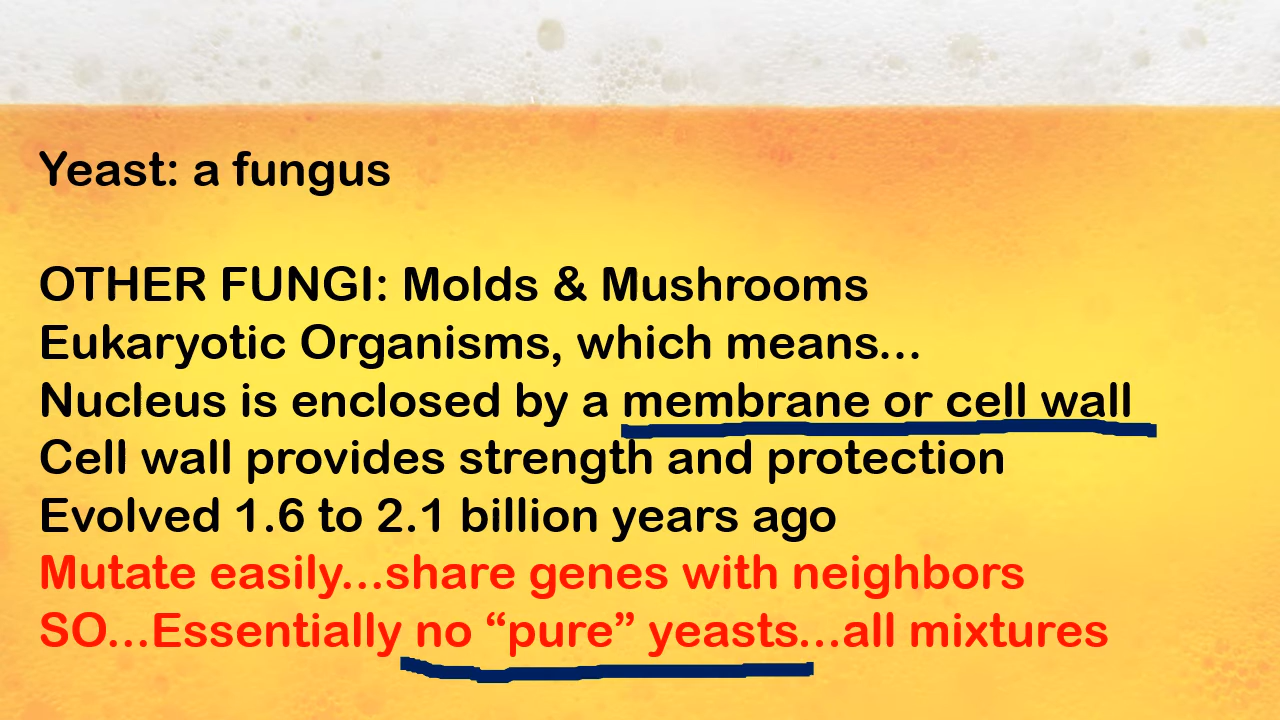 Yeast: a fungus
OTHER FUNGI: Molds & Mushrooms
Eukaryotic Organisms, which means...
Nucleus is enclosed by a membrane or cell wall
Cell wall provides strength and protection
Evolved 1.6 to 2.1 billion years ago
Mutate easily...share genes with neighbors
SO...Essentially no “pure” yeasts...all mixtures